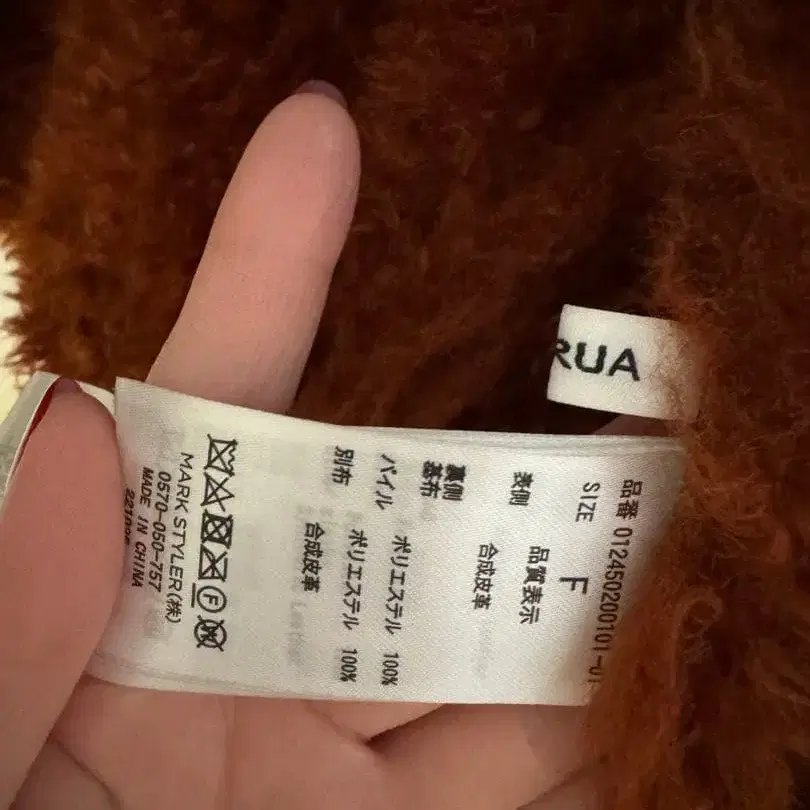 RUA
品番 012450200101-01
SIZE F
品質表示
表側 合成皮革
裏側
基布 ポリエステル 100%
パイル ポリエステル 100%
別布 合成皮革
MARK STYLER(株)
0570-050-757
MADE IN CHINA